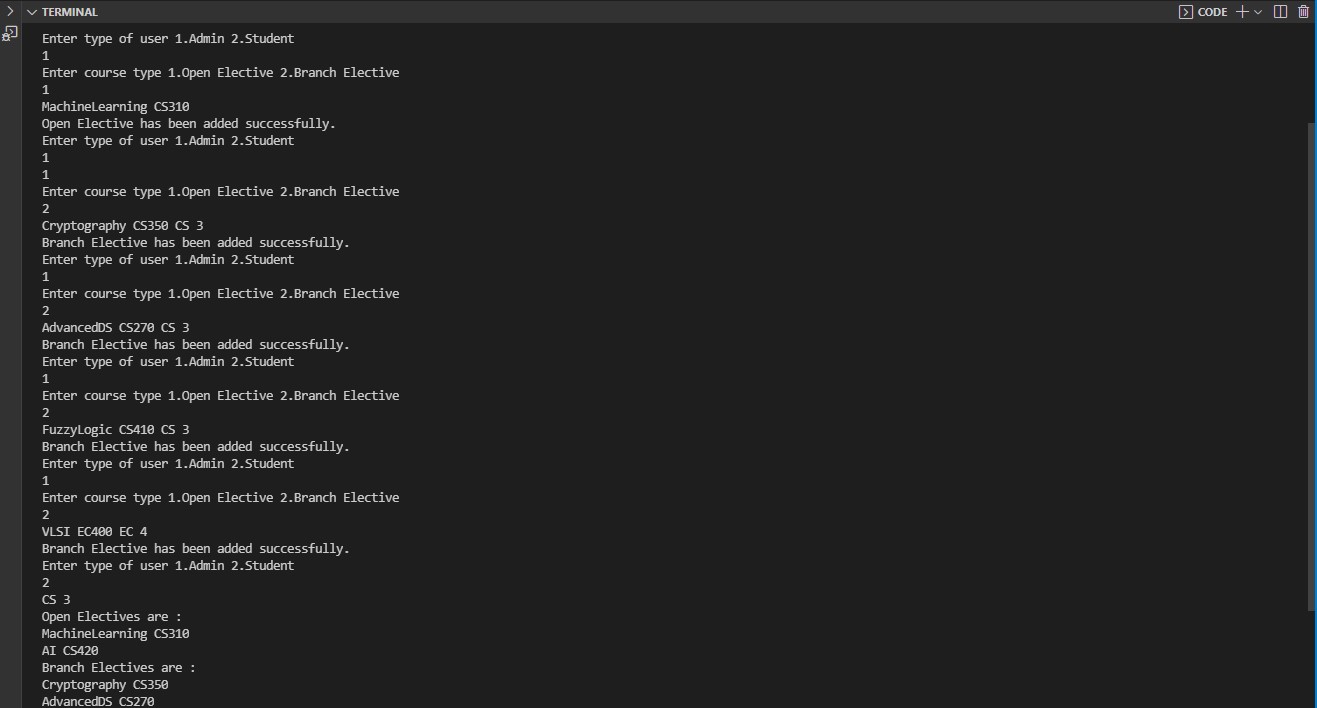 TERMINAL
CODE
Enter type of user 1.Admin 2.Student
1
Enter course type 1.Open Elective 2.Branch Elective
1
MachineLearning CS310
Open Elective has been added successfully.
Enter type of user 1.Admin 2.Student
1
1
Enter course type 1.Open Elective 2.Branch Elective
2
Cryptography CS350 CS 3
Branch Elective has been added successfully.
Enter type of user 1.Admin 2.Student
1
Enter course type 1.Open Elective 2.Branch Elective
2
AdvancedDS CS270 CS 3
Branch Elective has been added successfully.
Enter type of user 1.Admin 2.Student
1
Enter course type 1.Open Elective 2.Branch Elective
2
FuzzyLogic CS410 CS 3
Branch Elective has been added successfully.
Enter type of user 1.Admin 2.Student
1
Enter course type 1.Open Elective 2.Branch Elective
2
VLSI EC400 EC 4
Branch Elective has been added successfully.
Enter type of user 1.Admin 2.Student
2
CS 3
Open Electives are :
MachineLearning CS310
AI CS420
Branch Electives are :
Cryptography CS350
AdvancedDS CS270